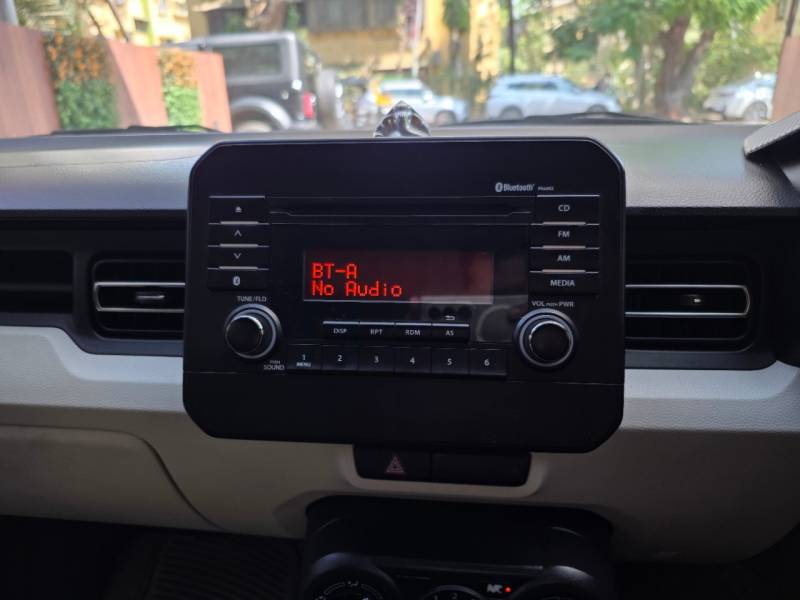 Bluetooth
CD
FM
BT-A
No Audio
AM
MEDIA
TUNE/FLD
VOL PUSH PWR
DISP RPT RDM AS
PUSH SOUND
1 2 3 4 5 6
MENU
A/C